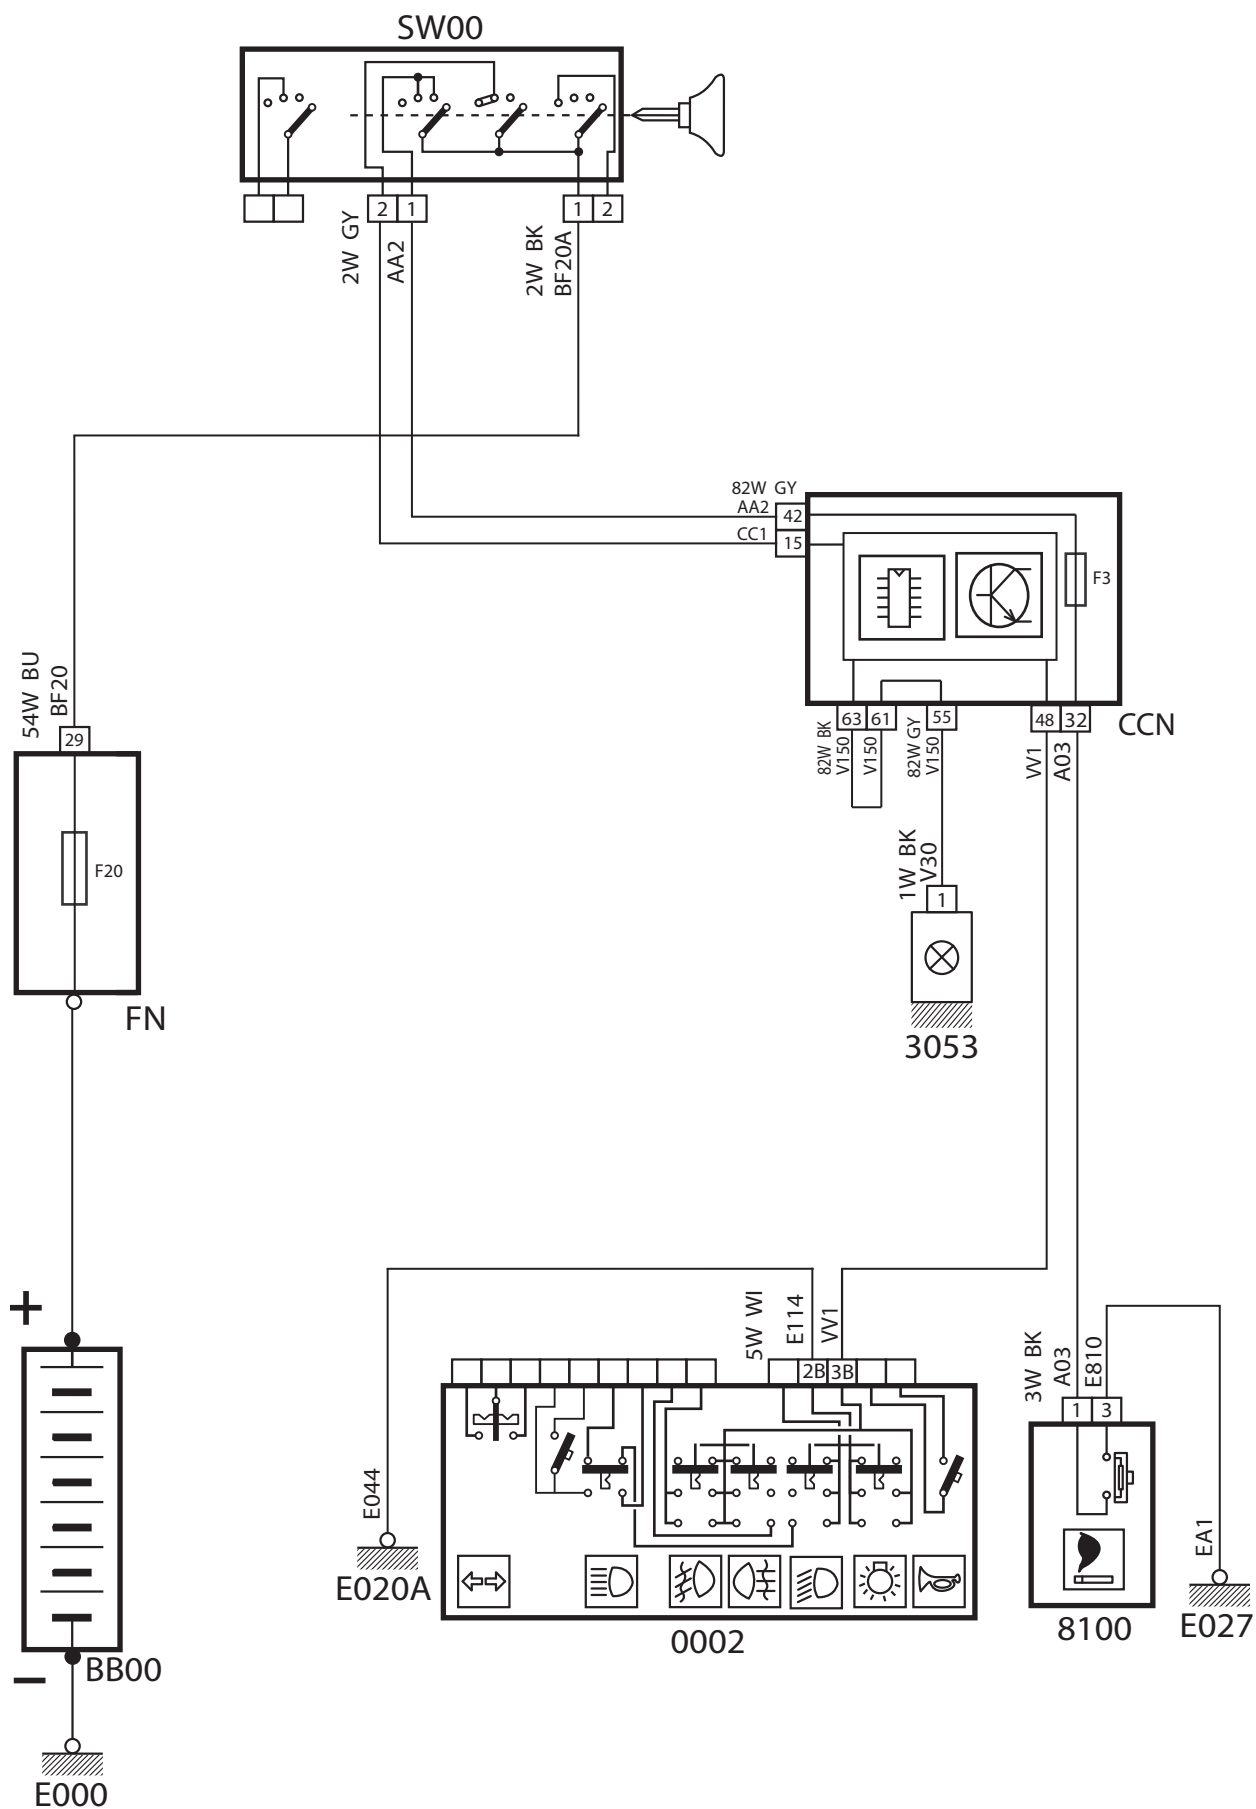 SW00
2
1
1
2
2W GY
AA2
2W BK
BF20A
82W GY
AA2
42
CC1
15
F3
54W BU
BF20
29
63
61
55
48
32
CCN
82W BK
V150
V150
82W GY
V150
VV1
A03
F20
1W BK
V30
1
FN
3053
+
5W WI
E114
VV1
2B
3B
3W BK
A03
E810
1
3
E044
E020A
EA1
E027
0002
8100
BB00
−
E000